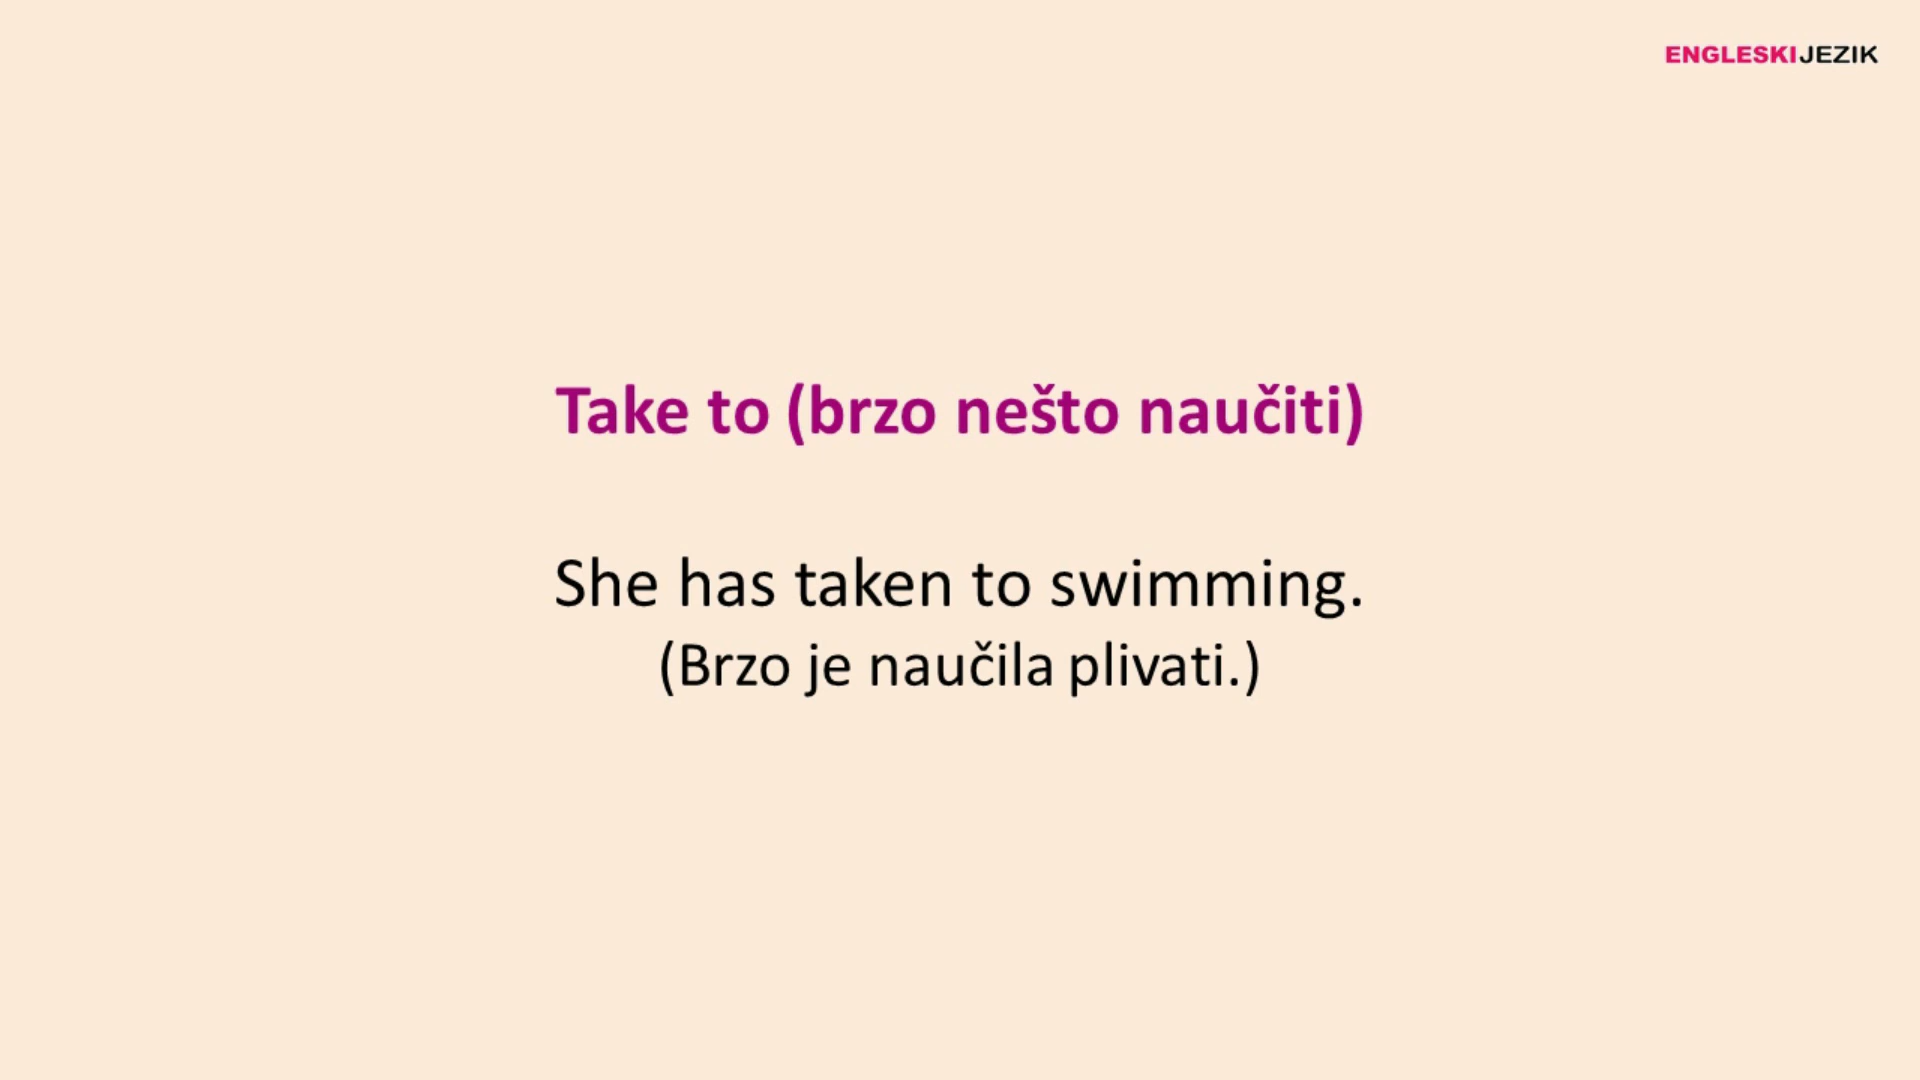 ENGLESKIJEZIK
Take to (brzo nešto naučiti)
She has taken to swimming.
(Brzo je naučila plivati.)